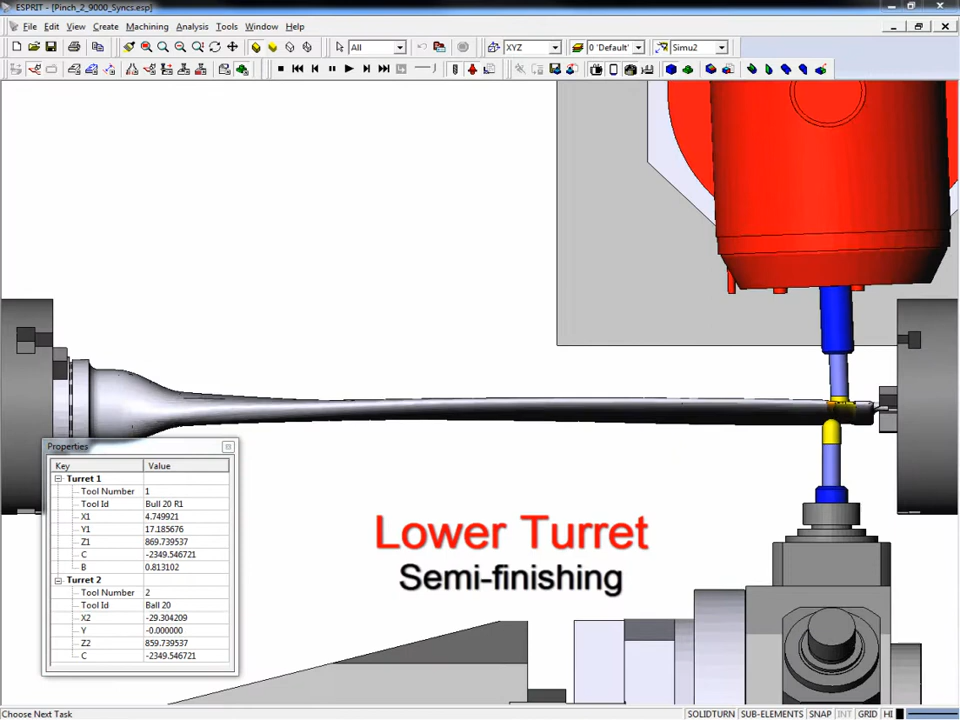 ESPRIT - [Pinch_2_9000_Syncs.esp]
File Edit View Create Machining Analysis Tools Window Help
All XYZ 0 'Default' Simu2
Properties
Key Value
Turret 1
Tool Number 1
Tool Id Bull 20 R1
X1 4.749921
Y1 17.185676
Z1 869.739537
C -2349.546721
B 0.813102
Turret 2
Tool Number 2
Tool Id Ball 20
X2 -29.304209
Y -0.000000
Z2 859.739537
C -2349.546721
Lower Turret
Semi-finishing
Choose Next Task SOLIDTURN SUB-ELEMENTS SNAP INT GRID HI